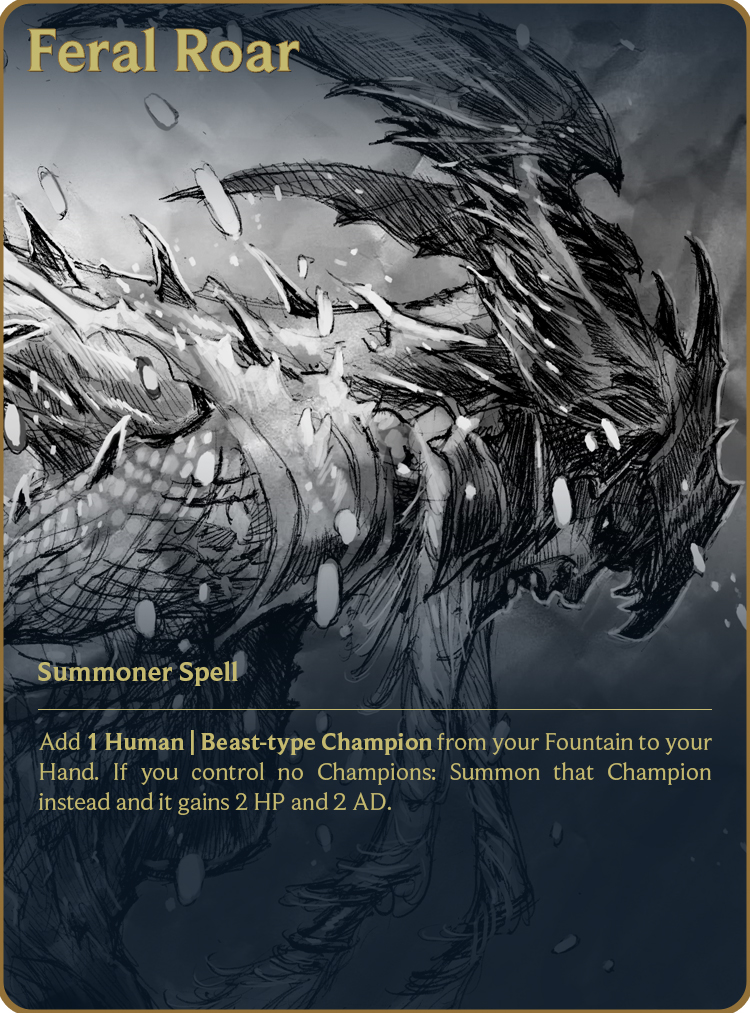 Feral Roar
Summoner Spell
Add 1 Human | Beast-type Champion from your Fountain to your
Hand. If you control no Champions: Summon that Champion
instead and it gains 2 HP and 2 AD.